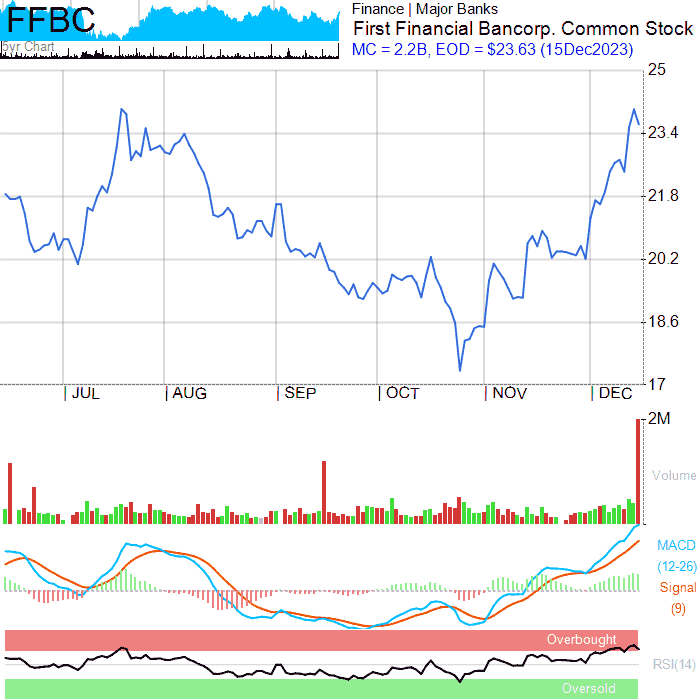 FFBC
5yr Chart
Finance | Major Banks
First Financial Bancorp. Common Stock
MC = 2.2B, EOD = $23.63 (15Dec2023)
25
23.4
21.8
20.2
18.6
17
JUL AUG SEP OCT NOV DEC
2M
Volume
MACD
(12-26)
Signal
(9)
Overbought
RSI(14)
Oversold